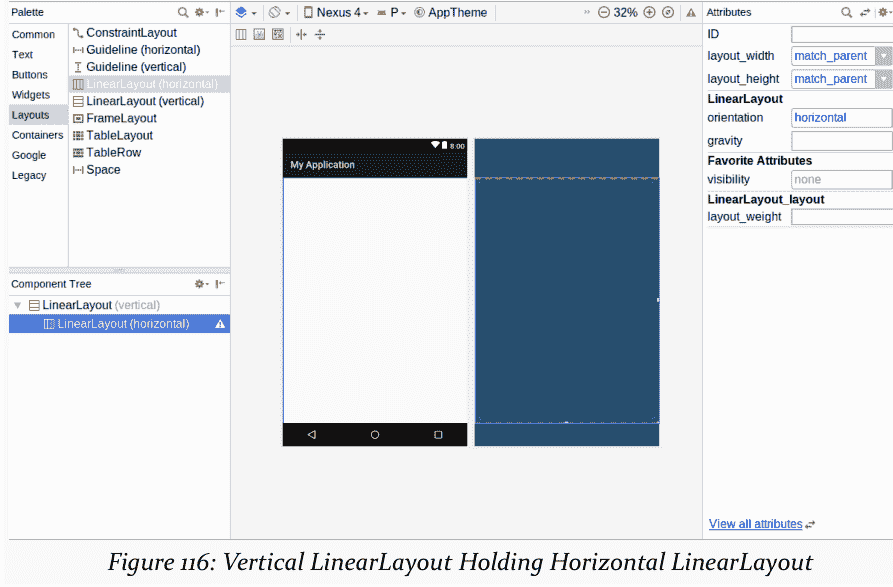 Palette
Common
Text
Buttons
Widgets
Layouts
Containers
Google
Legacy
ConstraintLayout
Guideline (horizontal)
Guideline (vertical)
LinearLayout (horizontal)
LinearLayout (vertical)
FrameLayout
TableLayout
TableRow
Space
Component Tree
LinearLayout (vertical)
LinearLayout (horizontal)
Nexus 4 P AppTheme » 32%
8:00
My Application
Attributes
ID
layout_width match_parent
layout_height match_parent
LinearLayout
orientation horizontal
gravity
Favorite Attributes
visibility none
LinearLayout_layout
layout_weight
View all attributes
Figure 116: Vertical LinearLayout Holding Horizontal LinearLayout